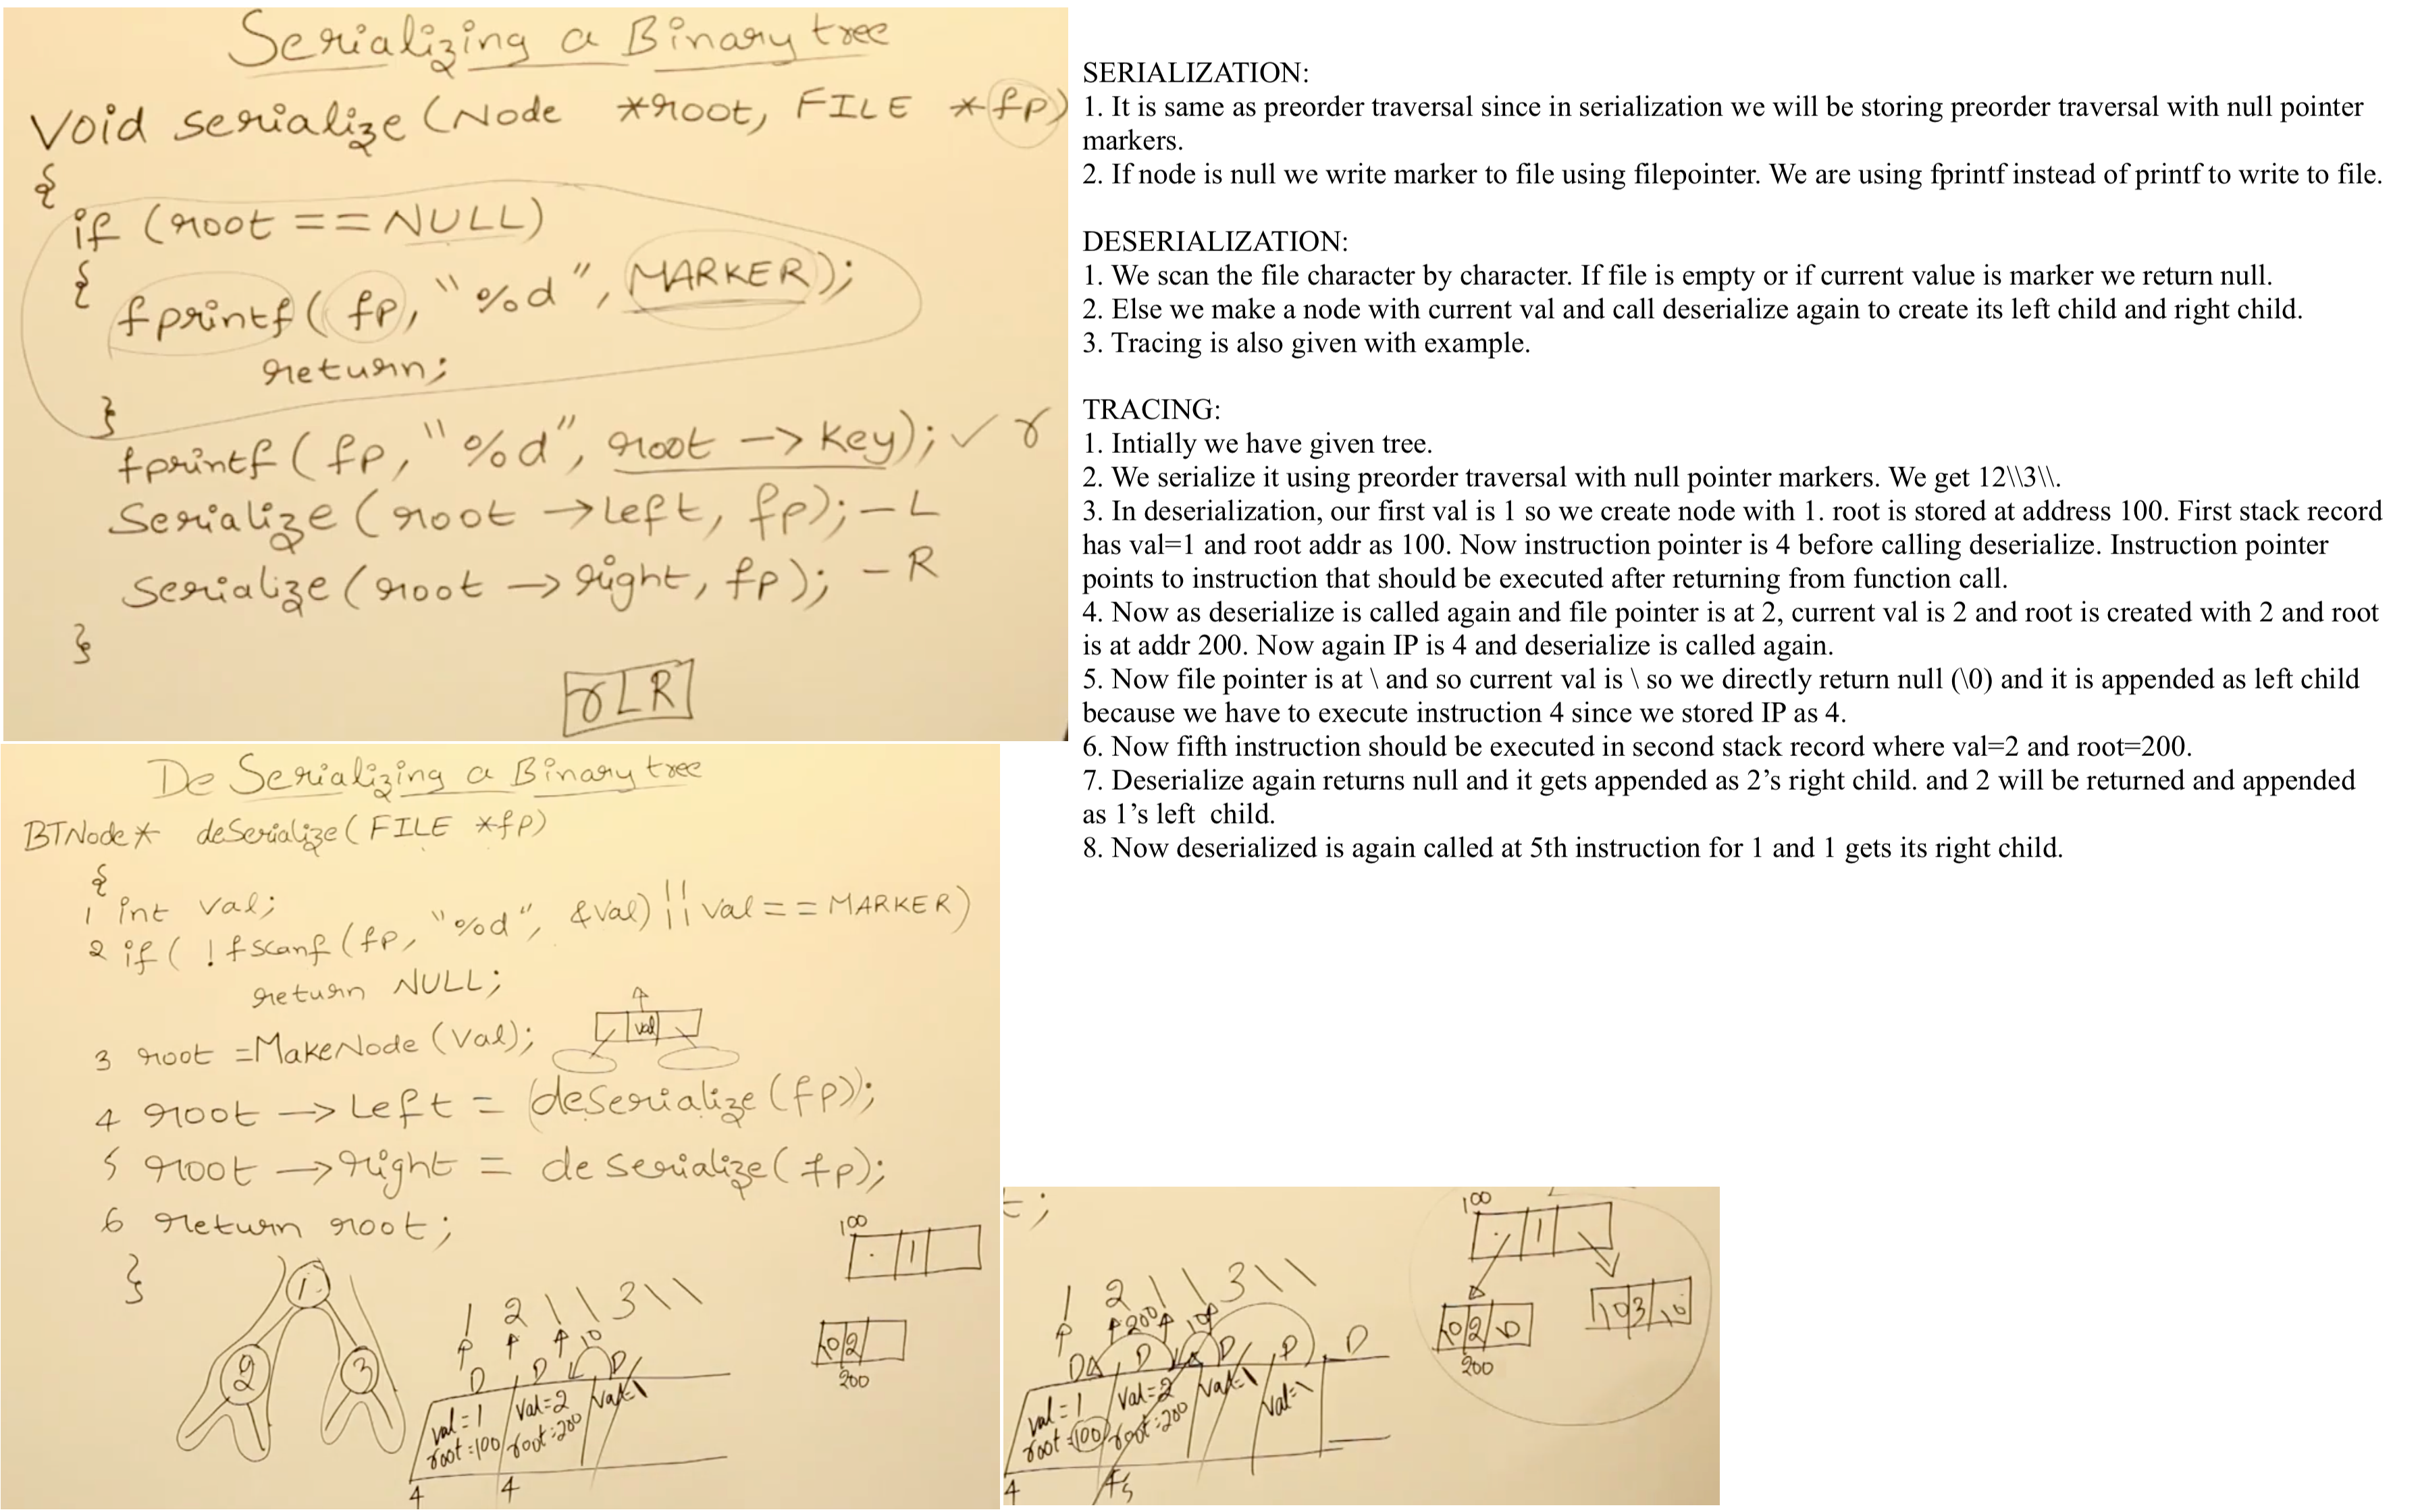 Serializing a Binary tree
Void serialize (Node *root, FILE *fp)
{
if (root == NULL)
{
fprintf( fp, "%d", MARKER);
return;
}
fprintf( fp, "%d", root -> key); ✓ r
Serialize ( root -> left, fp); - L
Serialize ( root -> right, fp); - R
}
rLR
De Serializing a Binary tree
BTNode* deSerialize( FILE *fp)
{
1 int val;
2 if( !fscanf( fp, "%d", &val) || val == MARKER)
return NULL;
val
3 root = MakeNode (val);
4 root -> Left = deserialize (fp);
5 root -> right = de serialize( fp);
6 return root;
}
1
2 3
1 2 \ \ 3 \ \
\0
D D D
val=1 val=2 val=\
root=100 root=200
4 4
100
1
\0 2
200
SERIALIZATION:
1. It is same as preorder traversal since in serialization we will be storing preorder traversal with null pointer
markers.
2. If node is null we write marker to file using filepointer. We are using fprintf instead of printf to write to file.
DESERIALIZATION:
1. We scan the file character by character. If file is empty or if current value is marker we return null.
2. Else we make a node with current val and call deserialize again to create its left child and right child.
3. Tracing is also given with example.
TRACING:
1. Intially we have given tree.
2. We serialize it using preorder traversal with null pointer markers. We get 12\\3\\.
3. In deserialization, our first val is 1 so we create node with 1. root is stored at address 100. First stack record
has val=1 and root addr as 100. Now instruction pointer is 4 before calling deserialize. Instruction pointer
points to instruction that should be executed after returning from function call.
4. Now as deserialize is called again and file pointer is at 2, current val is 2 and root is created with 2 and root
is at addr 200. Now again IP is 4 and deserialize is called again.
5. Now file pointer is at \ and so current val is \ so we directly return null (\0) and it is appended as left child
because we have to execute instruction 4 since we stored IP as 4.
6. Now fifth instruction should be executed in second stack record where val=2 and root=200.
7. Deserialize again returns null and it gets appended as 2’s right child. and 2 will be returned and appended
as 1’s left  child.
8. Now deserialized is again called at 5th instruction for 1 and 1 gets its right child.
t;
1 2 \ \ 3 \ \
200 \0
D D D D D
val=1 val=2 val=\ val=\
root=100 root=200
4 4 5
100
1
\0 2 \0
\0 3 \0
200